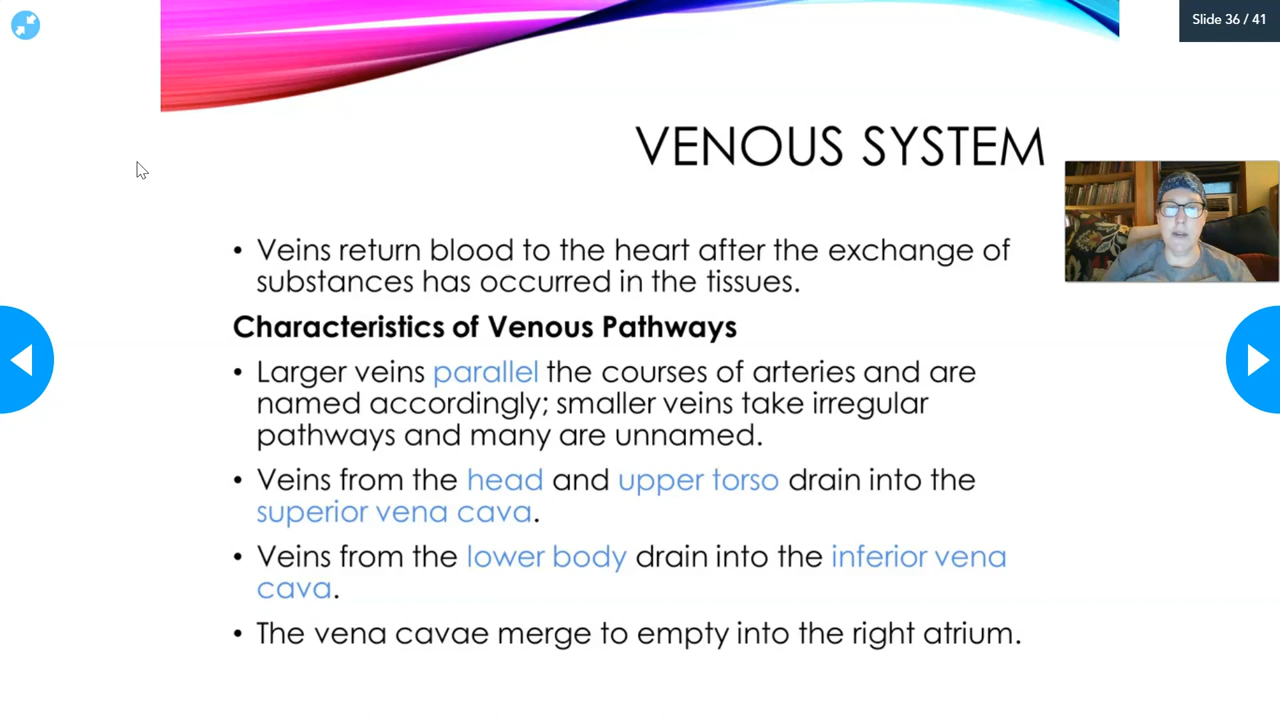 Slide 36 / 41
VENOUS SYSTEM
• Veins return blood to the heart after the exchange of
substances has occurred in the tissues.
Characteristics of Venous Pathways
• Larger veins parallel the courses of arteries and are
named accordingly; smaller veins take irregular
pathways and many are unnamed.
• Veins from the head and upper torso drain into the
superior vena cava.
• Veins from the lower body drain into the inferior vena
cava.
• The vena cavae merge to empty into the right atrium.